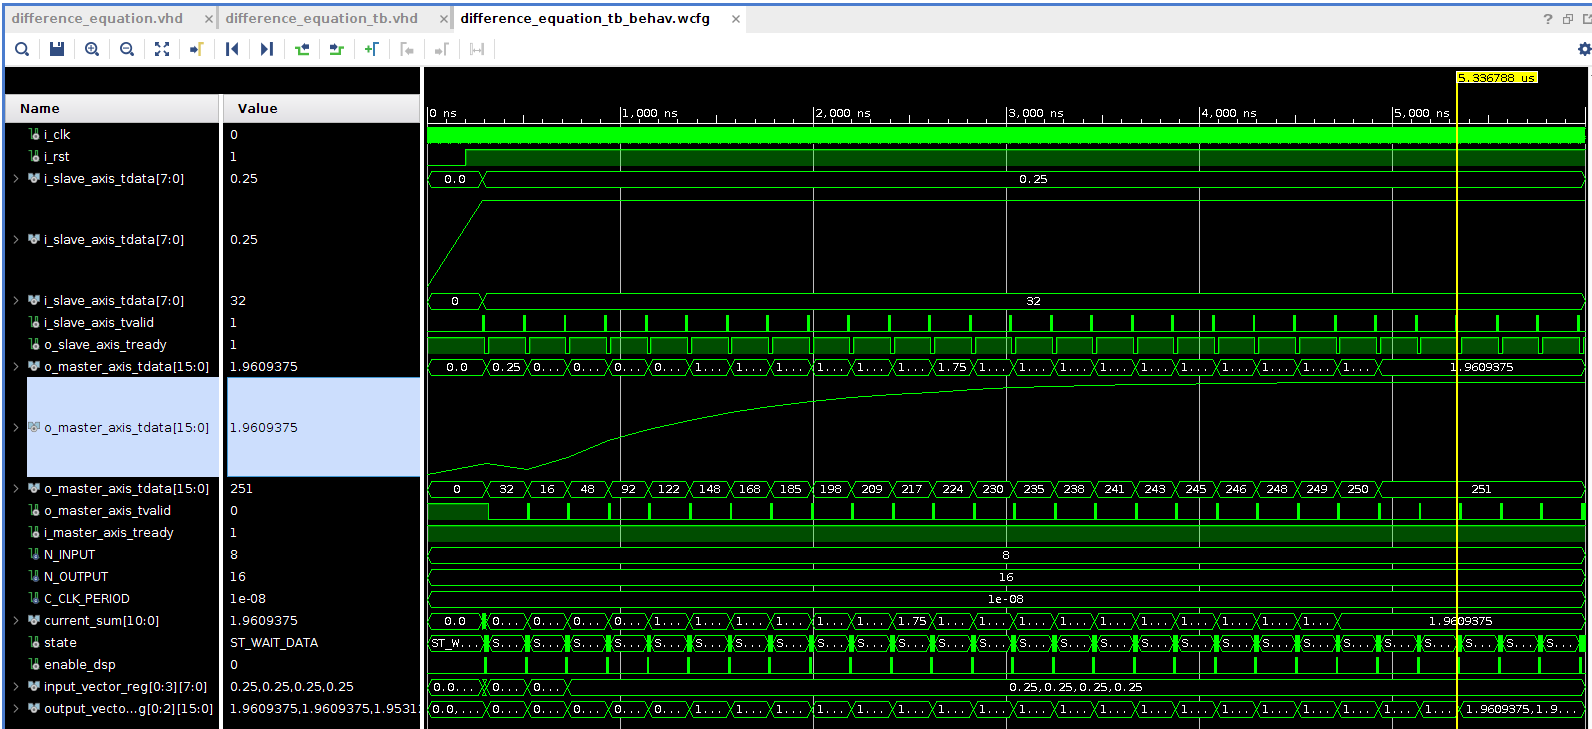 difference_equation.vhd × difference_equation_tb.vhd × difference_equation_tb_behav.wcfg × ?
5.336788 us
Name Value
0 ns 1,000 ns 2,000 ns 3,000 ns 4,000 ns 5,000 ns
i_clk 0
i_rst 1
i_slave_axis_tdata[7:0] 0.25 0.0 0.25
i_slave_axis_tdata[7:0] 0.25
i_slave_axis_tdata[7:0] 32 0 32
i_slave_axis_tvalid 1
o_slave_axis_tready 1
o_master_axis_tdata[15:0] 1.9609375 0.0 0.25 0... 0... 0... 0... 1... 1... 1... 1... 1... 1... 1.75 1... 1... 1... 1... 1... 1... 1... 1... 1... 1... 1.9609375
o_master_axis_tdata[15:0] 1.9609375
o_master_axis_tdata[15:0] 251 0 32 16 48 92 122 148 168 185 198 209 217 224 230 235 238 241 243 245 246 248 249 250 251
o_master_axis_tvalid 0
i_master_axis_tready 1
N_INPUT 8 8
N_OUTPUT 16 16
C_CLK_PERIOD 1e-08 1e-08
current_sum[10:0] 1.9609375 0.0 0... 0... 0... 0... 1... 1... 1... 1... 1... 1... 1.75 1... 1... 1... 1... 1... 1... 1... 1... 1... 1... 1.9609375
state ST_WAIT_DATA ST_W... S... S... S... S... S... S... S... S... S... S... S... S... S... S... S... S... S... S... S... S... S... S... S... S... S... S... S...
enable_dsp 0
input_vector_reg[0:3][7:0] 0.25,0.25,0.25,0.25 0.0... 0... 0... 0.25,0.25,0.25,0.25
output_vecto...g[0:2][15:0] 1.9609375,1.9609375,1.9531 0.0... 0... 0... 0... 0... 0... 1... 1... 1... 1... 1... 1... 1... 1... 1... 1... 1... 1... 1... 1... 1... 1... 1... 1... 1.9609375,1.9...